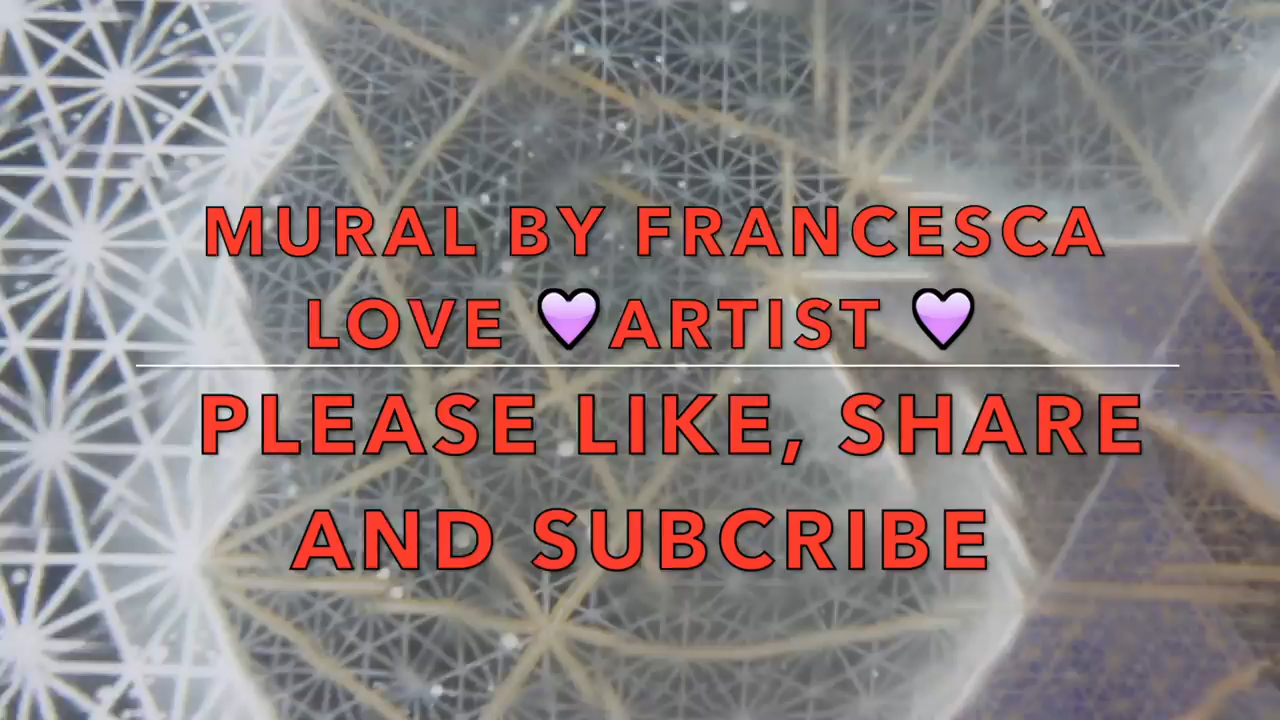 MURAL BY FRANCESCA
LOVE 💜ARTIST 💜
PLEASE LIKE, SHARE
AND SUBCRIBE